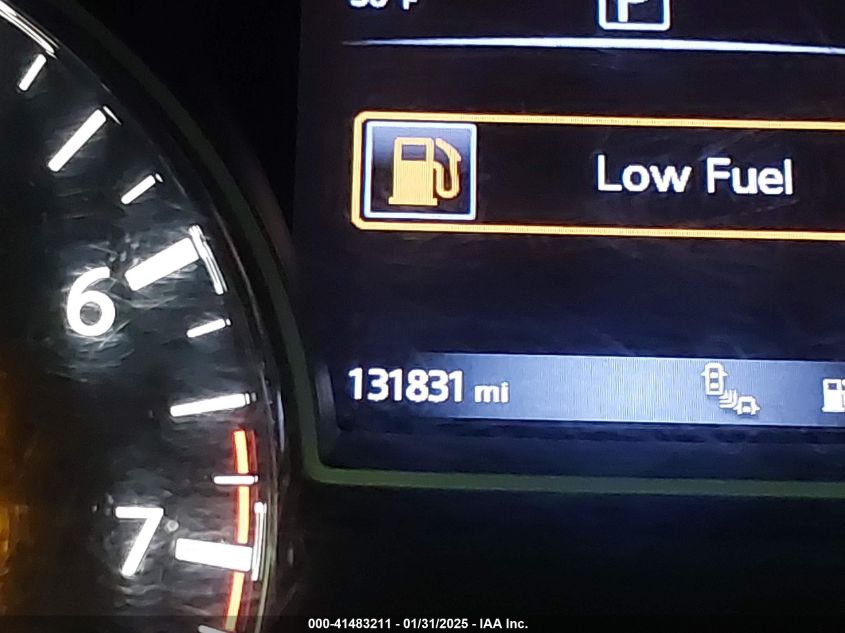 P
Low Fuel
6
131831 mi
7
000-41483211 - 01/31/2025 - IAA Inc.